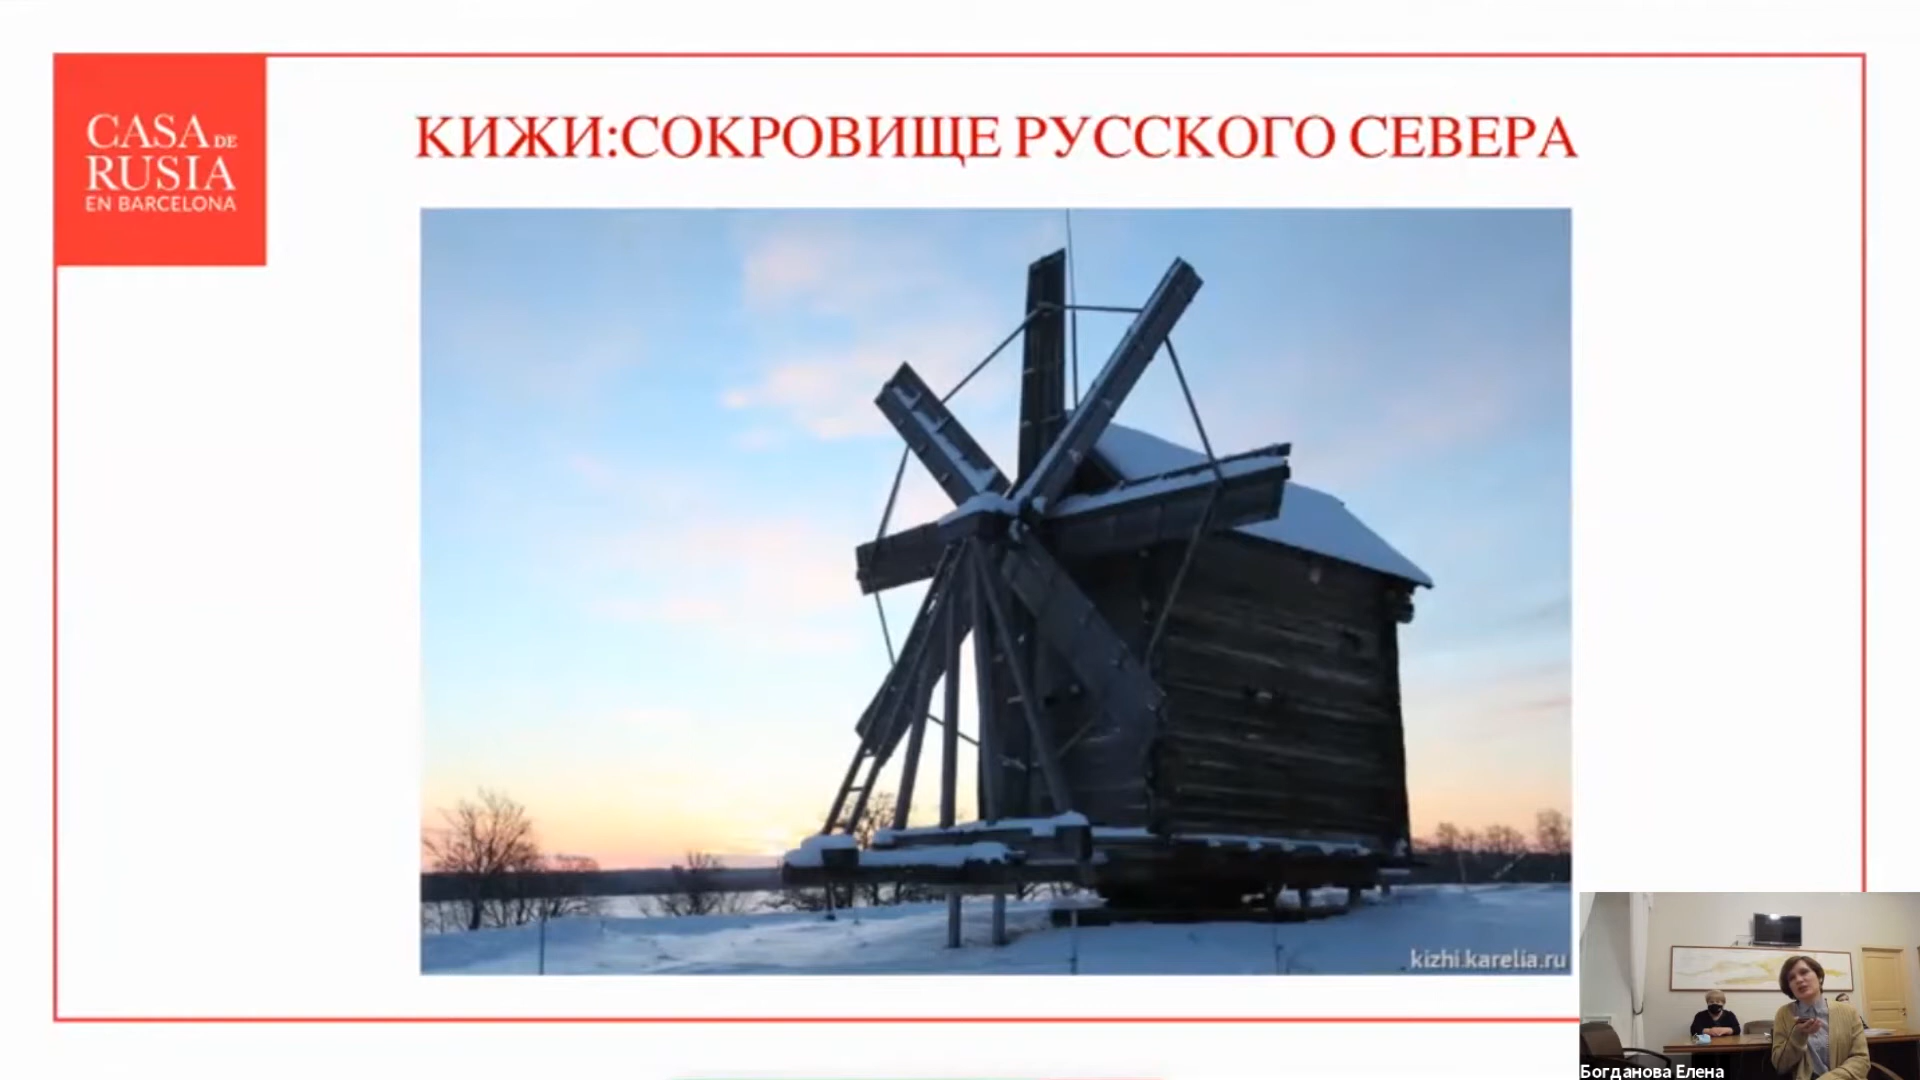 CASA DE
RUSIA
EN BARCELONA
КИЖИ:СОКРОВИЩЕ РУССКОГО СЕВЕРА
kizhi.karelia.ru
Богданова Елена